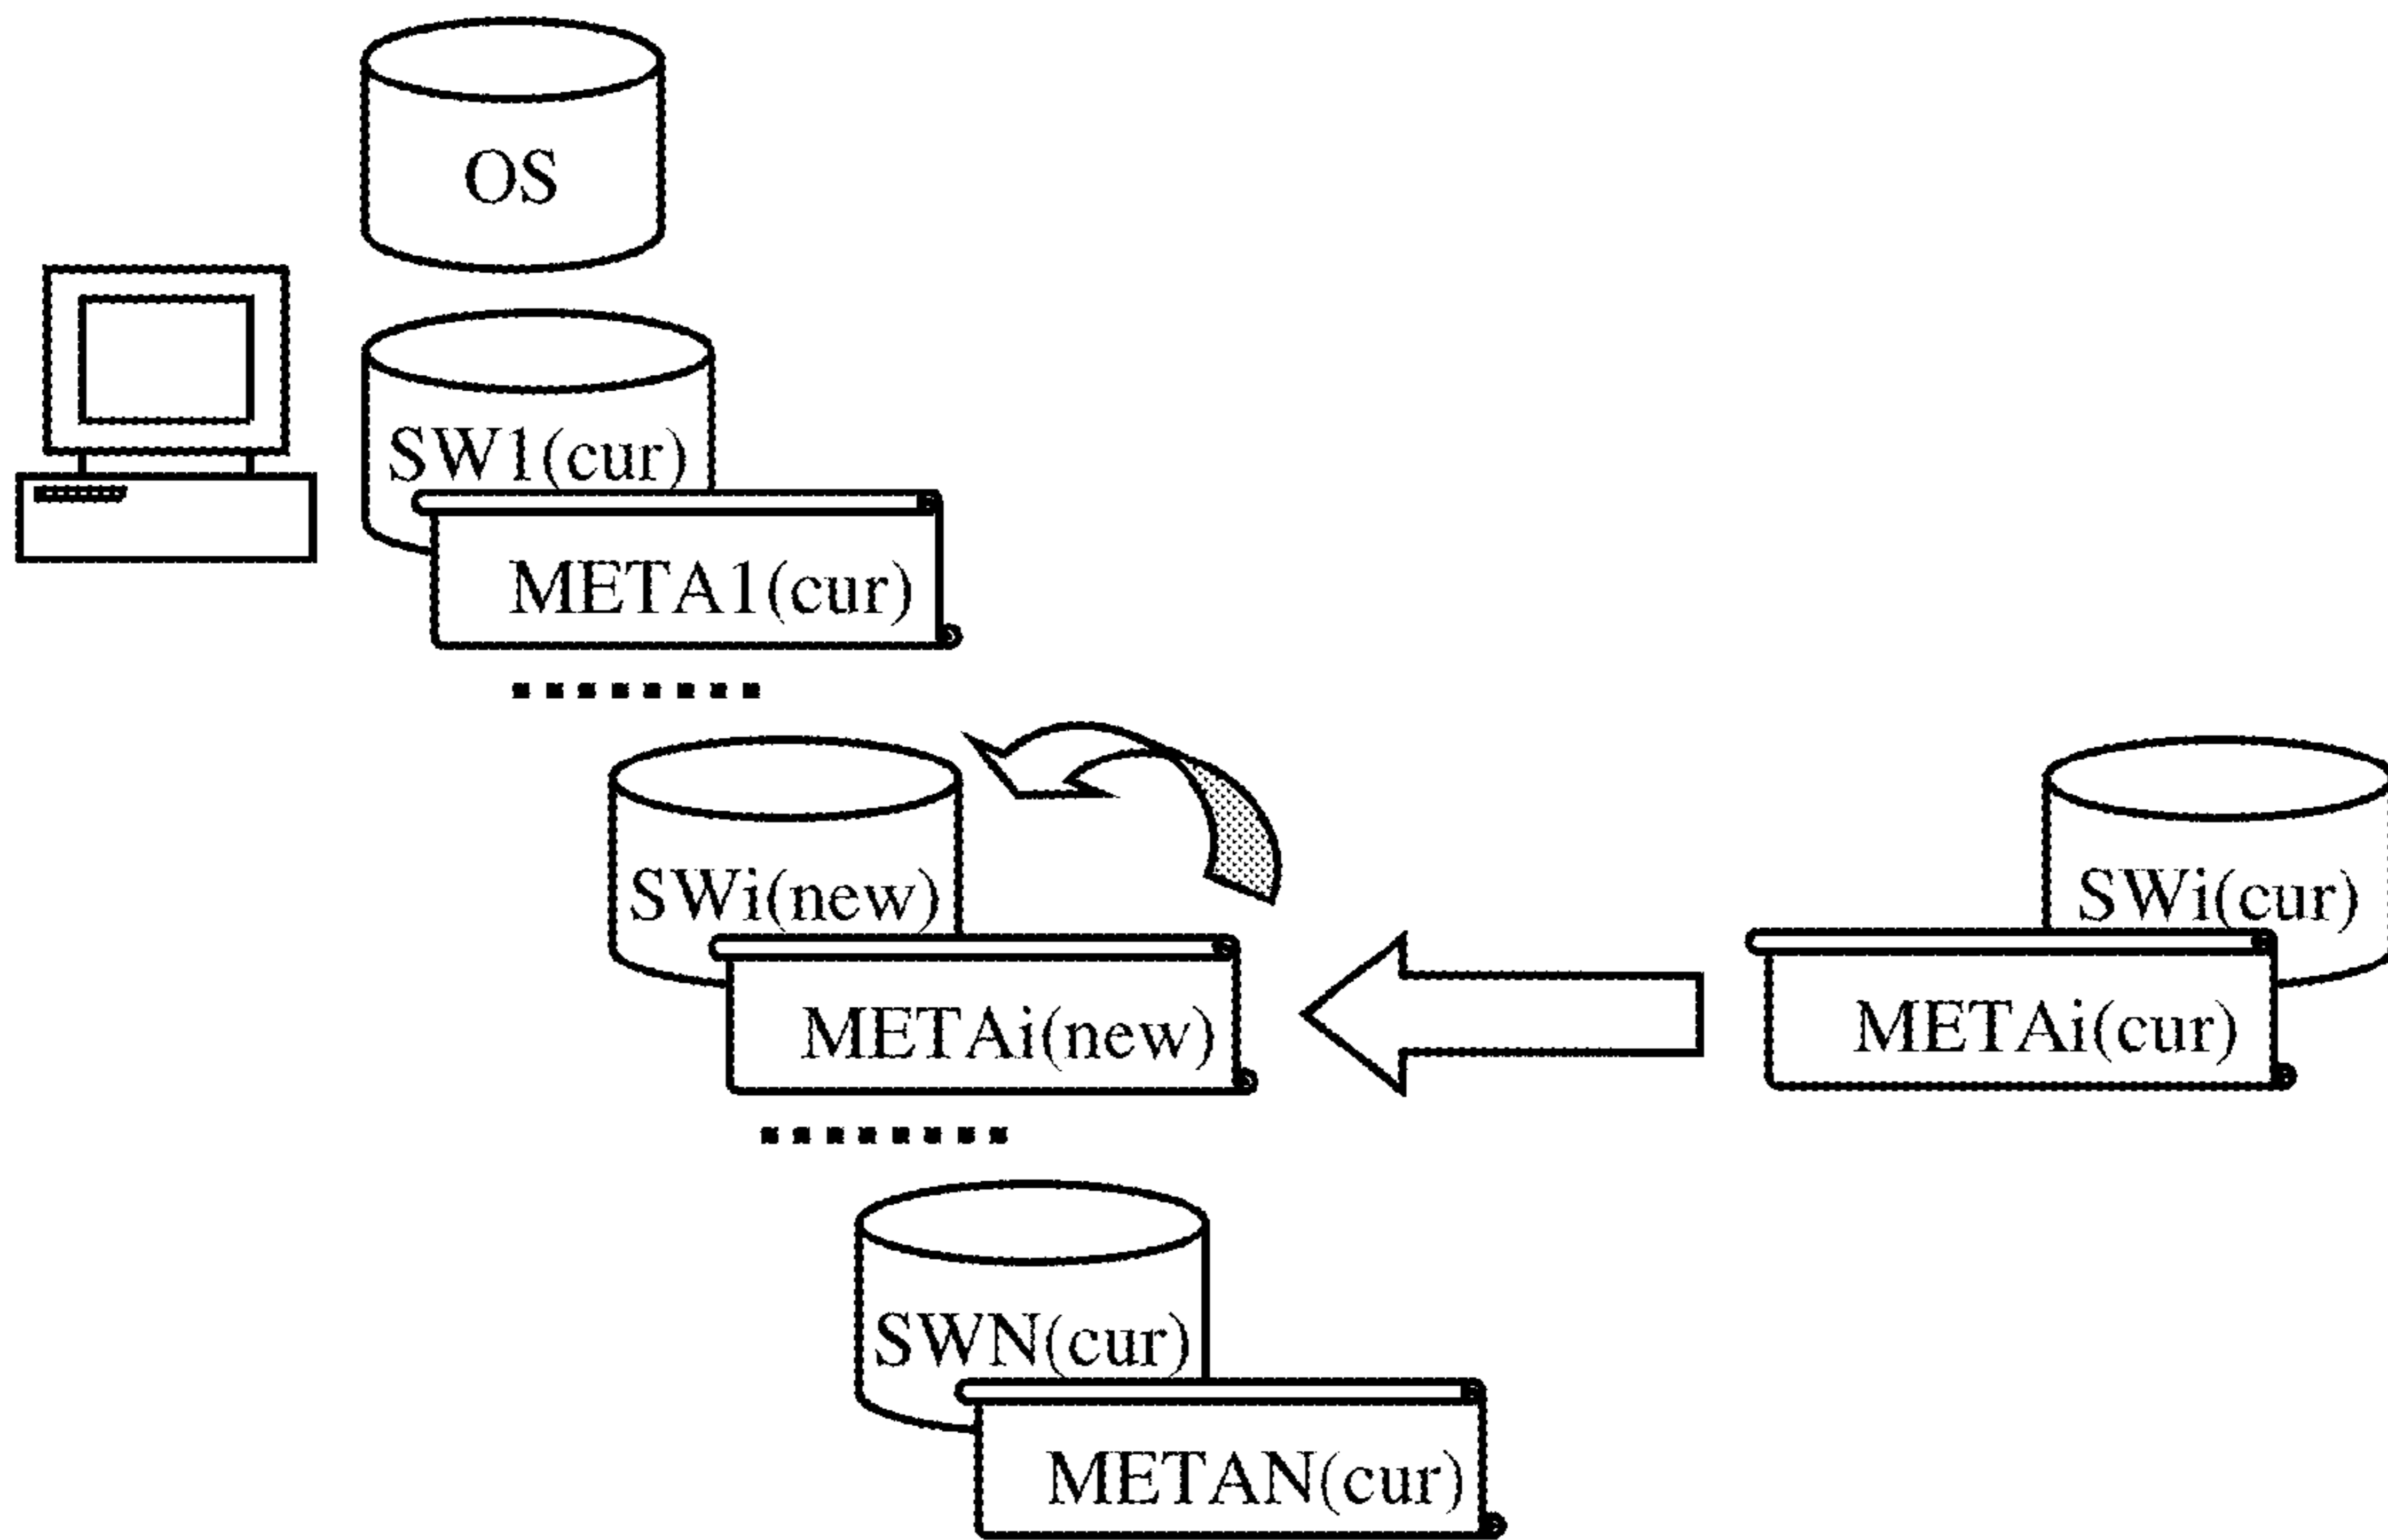 OS
SW1(cur)
META1(cur)
SWi(new)
METAi(new)
SWi(cur)
METAi(cur)
SWN(cur)
METAN(cur)